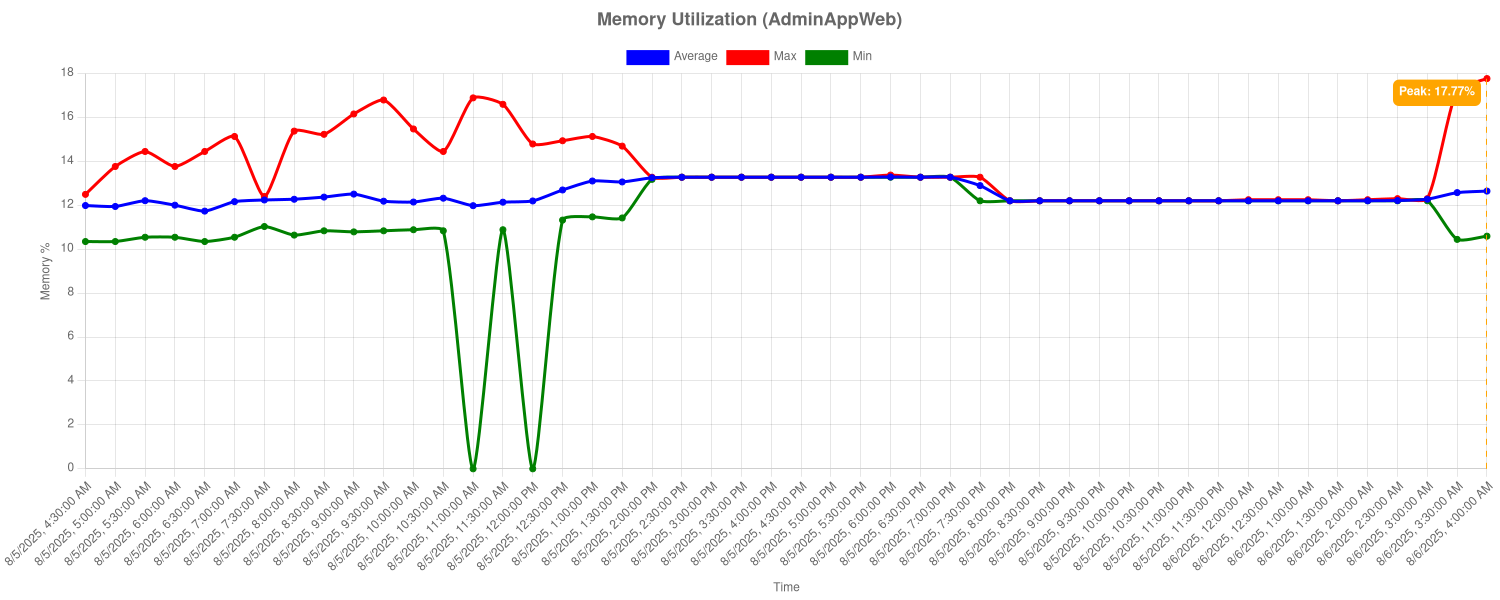 Memory Utilization (AdminAppWeb)
Average Max Min
18
Peak: 17.77%
16
14
12
10
Memory %
8
6
4
2
0
8/5/2025, 4:30:00 AM
8/5/2025, 5:00:00 AM
8/5/2025, 5:30:00 AM
8/5/2025, 6:00:00 AM
8/5/2025, 6:30:00 AM
8/5/2025, 7:00:00 AM
8/5/2025, 7:30:00 AM
8/5/2025, 8:00:00 AM
8/5/2025, 8:30:00 AM
8/5/2025, 9:00:00 AM
8/5/2025, 9:30:00 AM
8/5/2025, 10:00:00 AM
8/5/2025, 10:30:00 AM
8/5/2025, 11:00:00 AM
8/5/2025, 11:30:00 AM
8/5/2025, 12:00:00 PM
8/5/2025, 12:30:00 PM
8/5/2025, 1:00:00 PM
8/5/2025, 1:30:00 PM
8/5/2025, 2:00:00 PM
8/5/2025, 2:30:00 PM
8/5/2025, 3:00:00 PM
8/5/2025, 3:30:00 PM
8/5/2025, 4:00:00 PM
8/5/2025, 4:30:00 PM
8/5/2025, 5:00:00 PM
8/5/2025, 5:30:00 PM
8/5/2025, 6:00:00 PM
8/5/2025, 6:30:00 PM
8/5/2025, 7:00:00 PM
8/5/2025, 7:30:00 PM
8/5/2025, 8:00:00 PM
8/5/2025, 8:30:00 PM
8/5/2025, 9:00:00 PM
8/5/2025, 9:30:00 PM
8/5/2025, 10:00:00 PM
8/5/2025, 10:30:00 PM
8/5/2025, 11:00:00 PM
8/5/2025, 11:30:00 PM
8/6/2025, 12:00:00 AM
8/6/2025, 12:30:00 AM
8/6/2025, 1:00:00 AM
8/6/2025, 1:30:00 AM
8/6/2025, 2:00:00 AM
8/6/2025, 2:30:00 AM
8/6/2025, 3:00:00 AM
8/6/2025, 3:30:00 AM
8/6/2025, 4:00:00 AM
Time